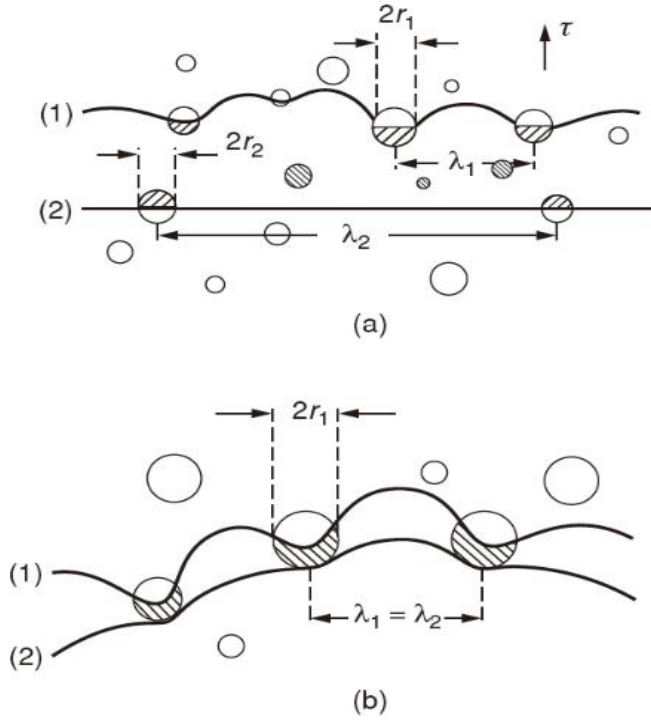 2r₁
τ
(1)
2r₂
λ₁
(2)
λ₂
(a)
2r₁
(1)
λ₁ = λ₂
(2)
(b)